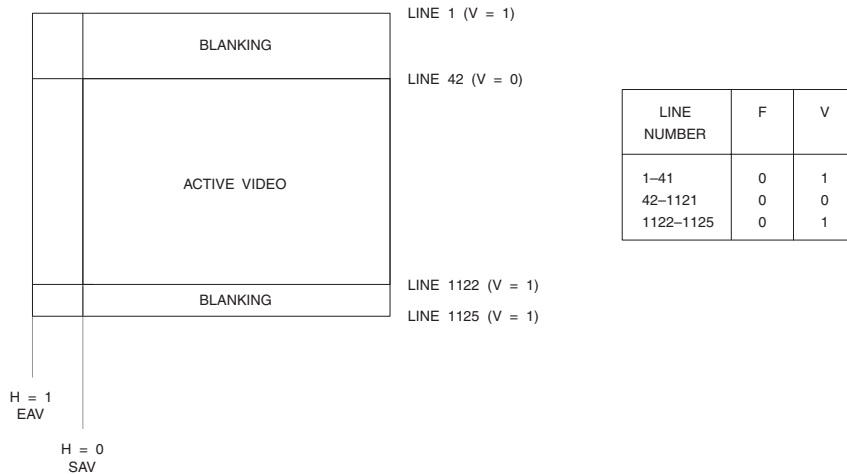 LINE 1 (V = 1)
BLANKING
LINE 42 (V = 0)
ACTIVE VIDEO
LINE 1122 (V = 1)
BLANKING
LINE 1125 (V = 1)
H = 1
EAV
H = 0
SAV
LINE NUMBER F V
1–41 0 1
42–1121 0 0
1122–1125 0 1